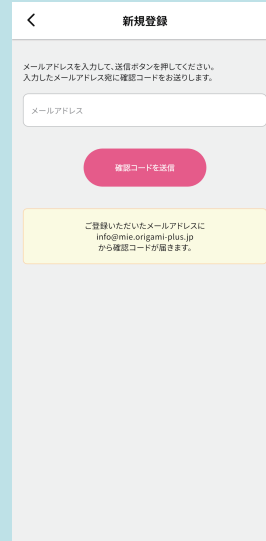 新規登録
メールアドレスを入力して、送信ボタンを押してください。
入力したメールアドレス宛に確認コードをお送りします。
メールアドレス
確認コードを送信
ご登録いただいたメールアドレスに
info@mie.origami-plus.jp
から確認コードが届きます。